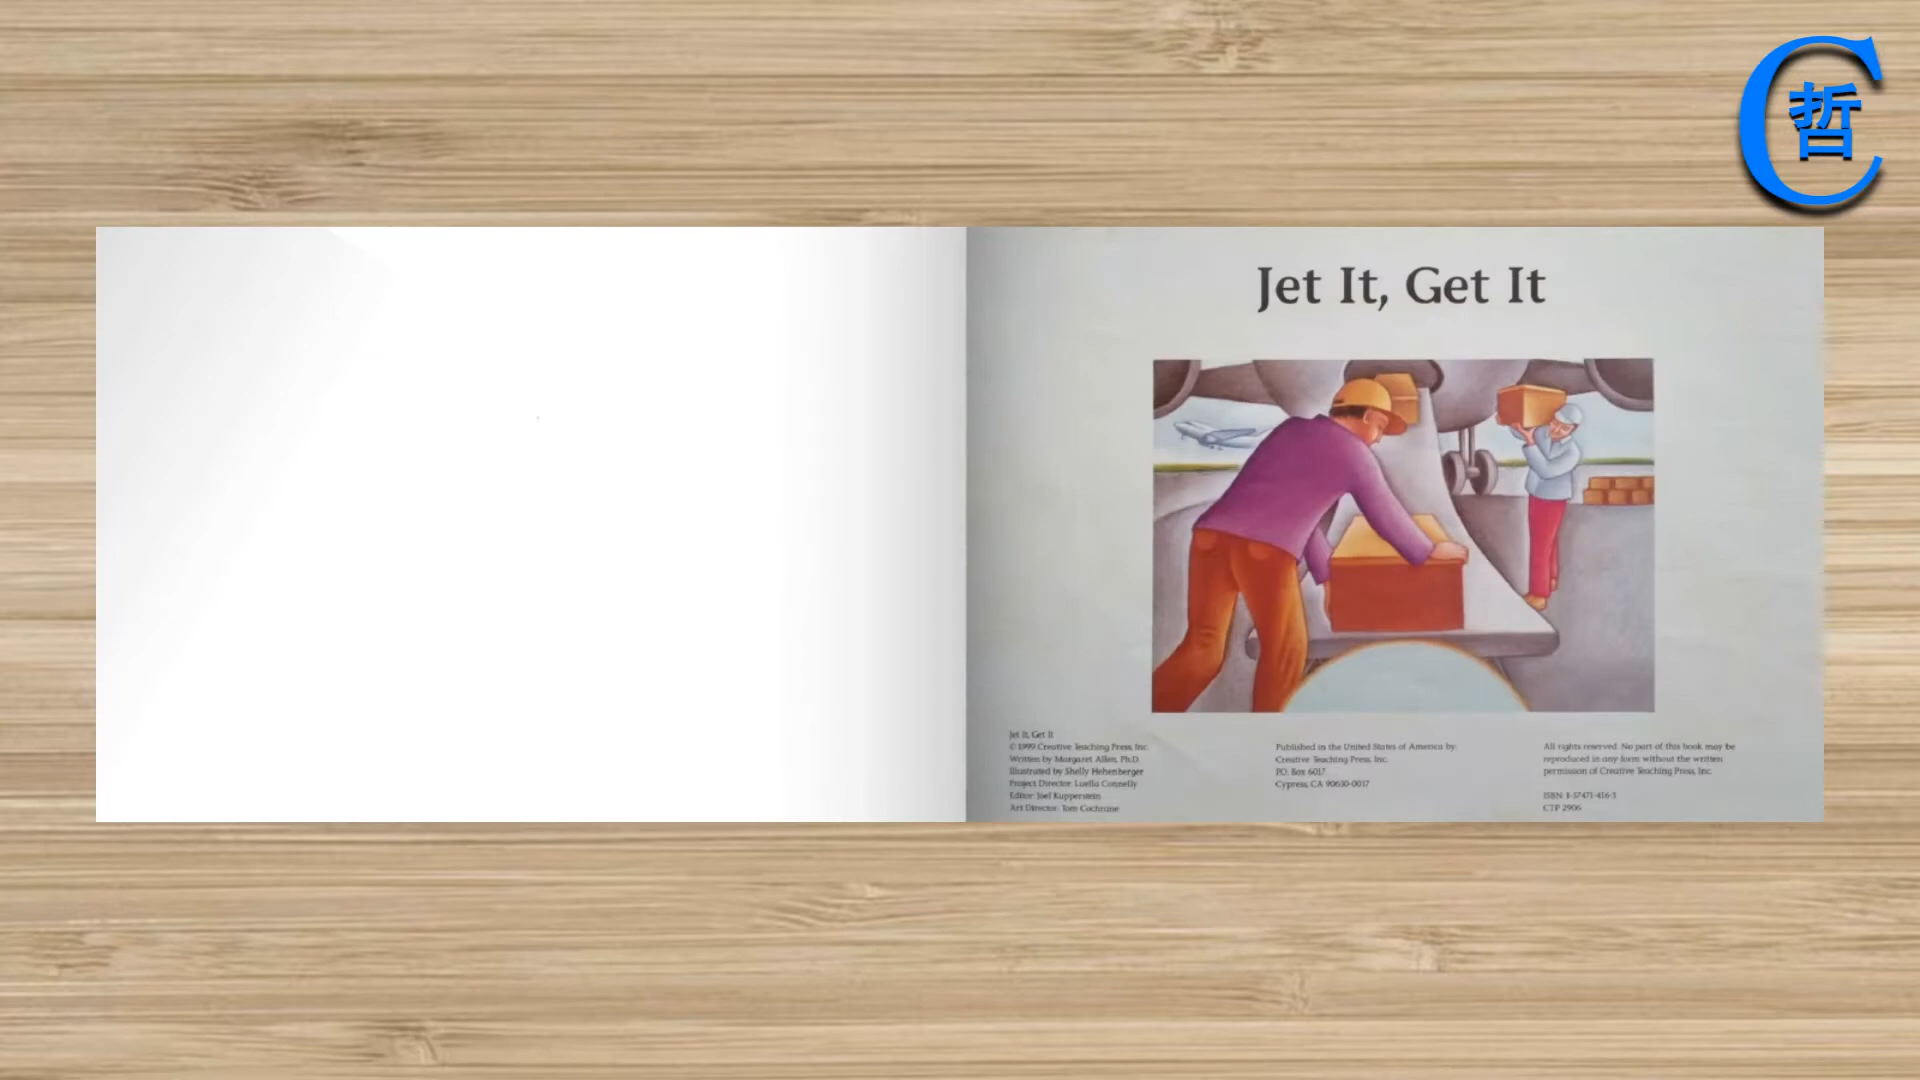 C哲
Jet It, Get It
Jet It, Get It
© 1999 Creative Teaching Press, Inc.
Written by Margaret Allen, Ph.D.
Illustrated by Shelly Hehenberger
Project Director: Luella Connelly
Editor: Joel Kupperstein
Art Director: Tom Cochrane
Published in the United States of America by:
Creative Teaching Press, Inc.
P.O. Box 6017
Cypress, CA 90630-0017
All rights reserved. No part of this book may be
reproduced in any form without the written
permission of Creative Teaching Press, Inc.
ISBN: 1-57471-416-3
CTP 2906